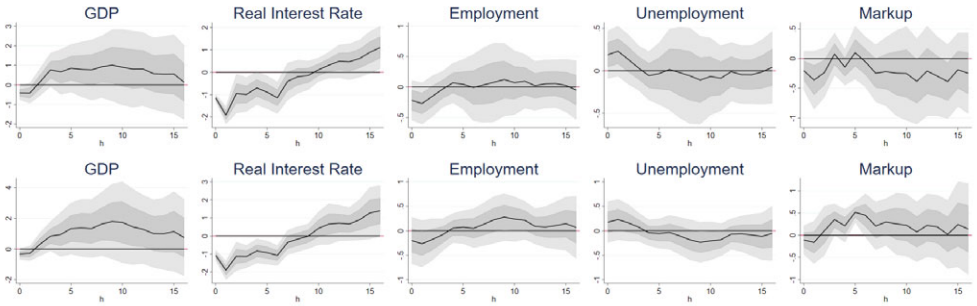 GDP Real Interest Rate Employment Unemployment Markup
3 2 1 0 -1 -2
2 1 0 -1 -2
1 .5 0 -.5
.5 0 -.5
0 -.5 -1
0 5 10 15 0 5 10 15 0 5 10 15 0 5 10 15 0 5 10 15
h h h h h
GDP Real Interest Rate Employment Unemployment Markup
4 2 0 -2
3 2 1 0 -1 -2
1 .5 0 -.5 -1
1 .5 0 -.5 -1
1 .5 0 -.5 -1
0 5 10 15 0 5 10 15 0 5 10 15 0 5 10 15 0 5 10 15
h h h h h